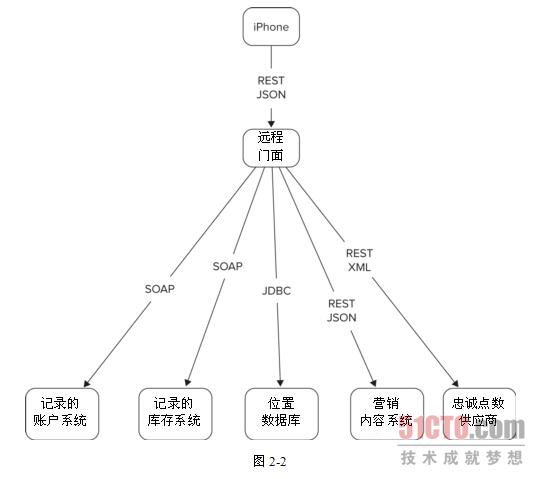 iPhone
REST
JSON
远程
门面
SOAP
SOAP
JDBC
REST
JSON
REST
XML
记录的
账户系统
记录的
库存系统
位置
数据库
营销
内容系统
忠诚点数
供应商
51CTO.com
技术成就梦想
图 2-2